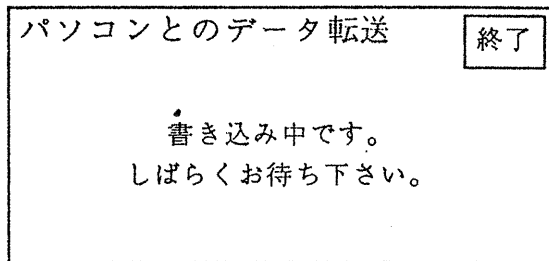 パソコンとのデータ転送
終了
書き込み中です。
しばらくお待ち下さい。